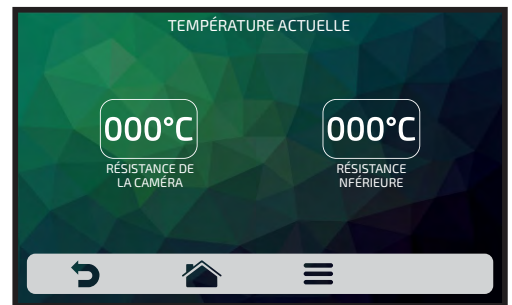 TEMPÉRATURE ACTUELLE
000°C 000°C
RÉSISTANCE DE
LA CAMÉRA
RÉSISTANCE
NFÉRIEURE